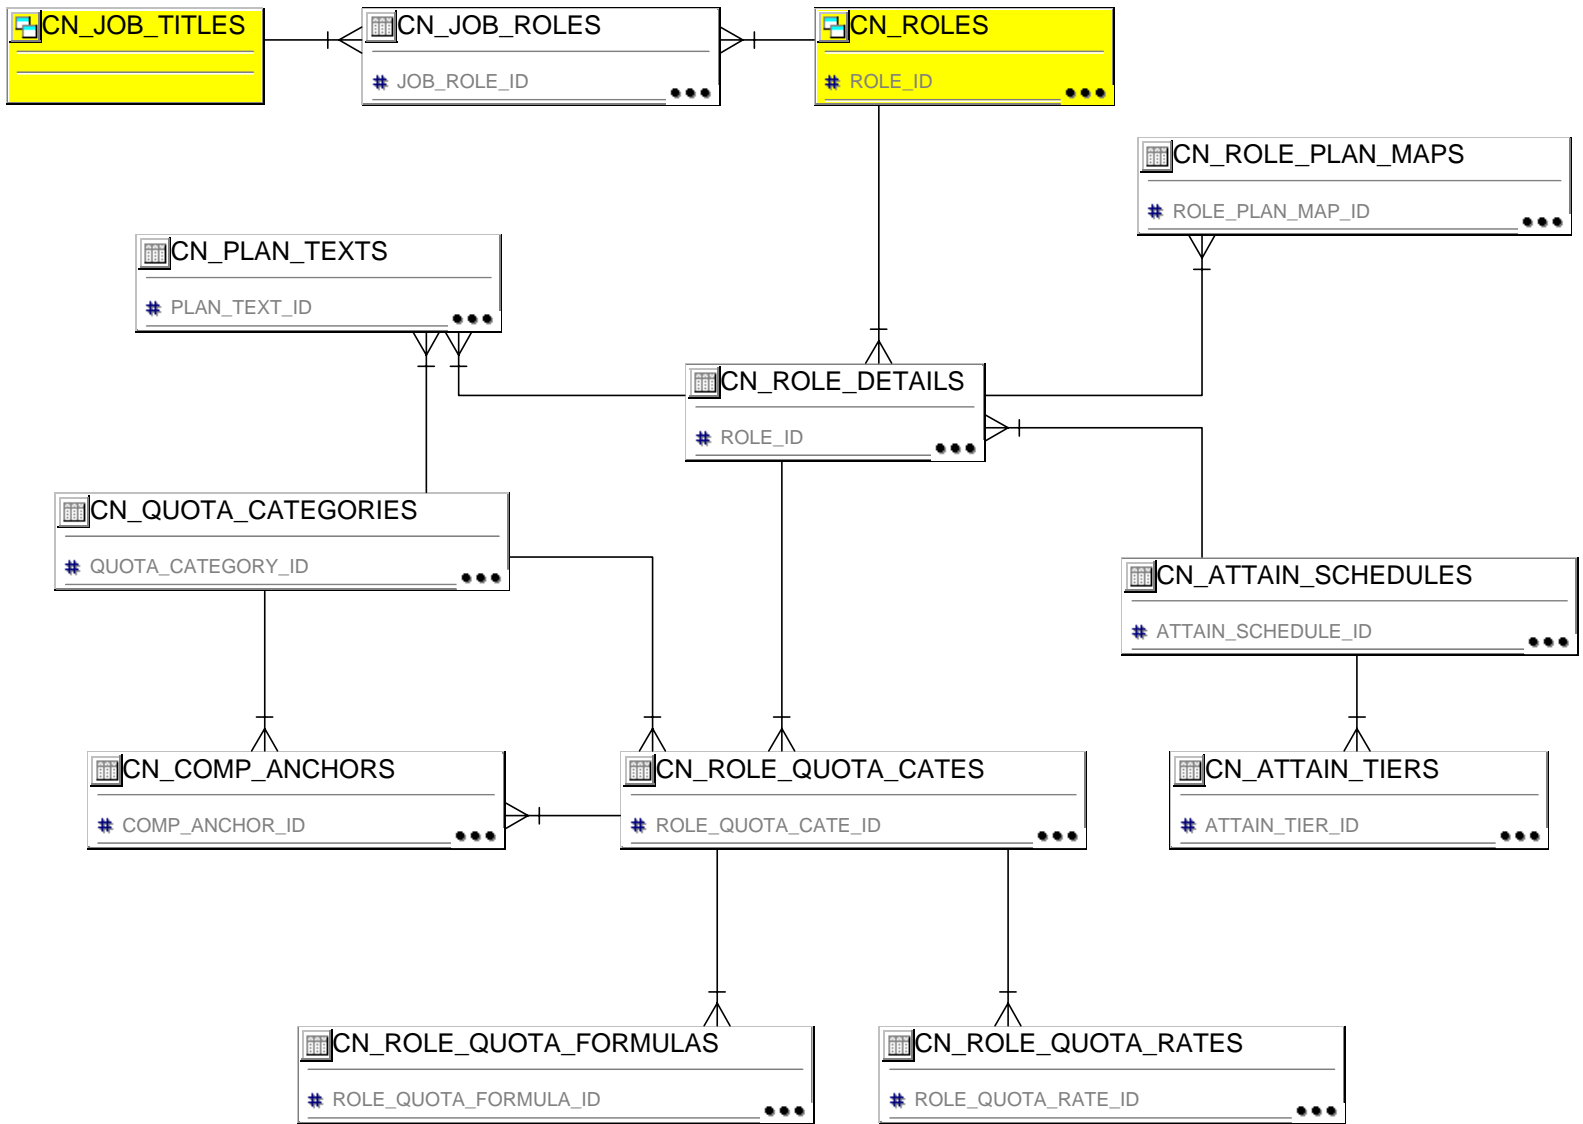 CN_JOB_TITLES
CN_JOB_ROLES
# JOB_ROLE_ID
CN_ROLES
# ROLE_ID
CN_ROLE_PLAN_MAPS
# ROLE_PLAN_MAP_ID
CN_PLAN_TEXTS
# PLAN_TEXT_ID
CN_ROLE_DETAILS
# ROLE_ID
CN_QUOTA_CATEGORIES
# QUOTA_CATEGORY_ID
CN_ATTAIN_SCHEDULES
# ATTAIN_SCHEDULE_ID
CN_COMP_ANCHORS
# COMP_ANCHOR_ID
CN_ROLE_QUOTA_CATES
# ROLE_QUOTA_CATE_ID
CN_ATTAIN_TIERS
# ATTAIN_TIER_ID
CN_ROLE_QUOTA_FORMULAS
# ROLE_QUOTA_FORMULA_ID
CN_ROLE_QUOTA_RATES
# ROLE_QUOTA_RATE_ID